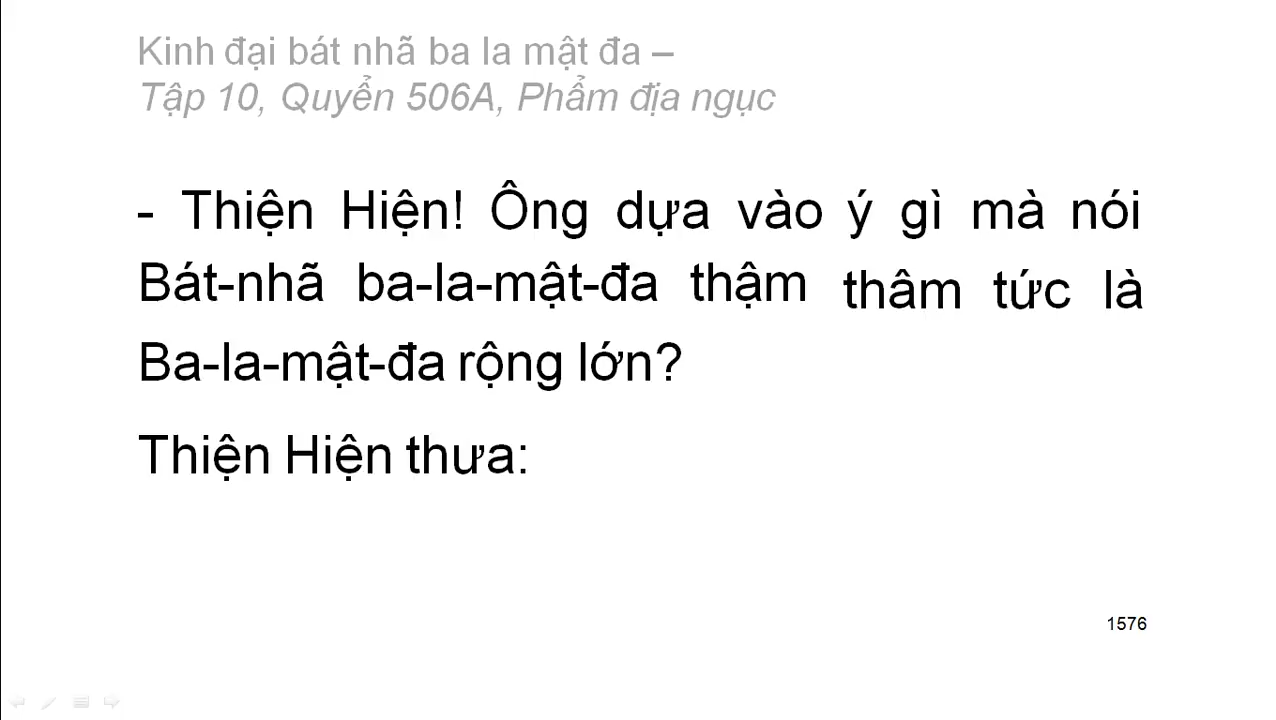 Kinh đại bát nhã ba la mật đa –
Tập 10, Quyển 506A, Phẩm địa ngục
- Thiện Hiện! Ông dựa vào ý gì mà nói
Bát-nhã ba-la-mật-đa thậm thâm tức là
Ba-la-mật-đa rộng lớn?
Thiện Hiện thưa:
1576